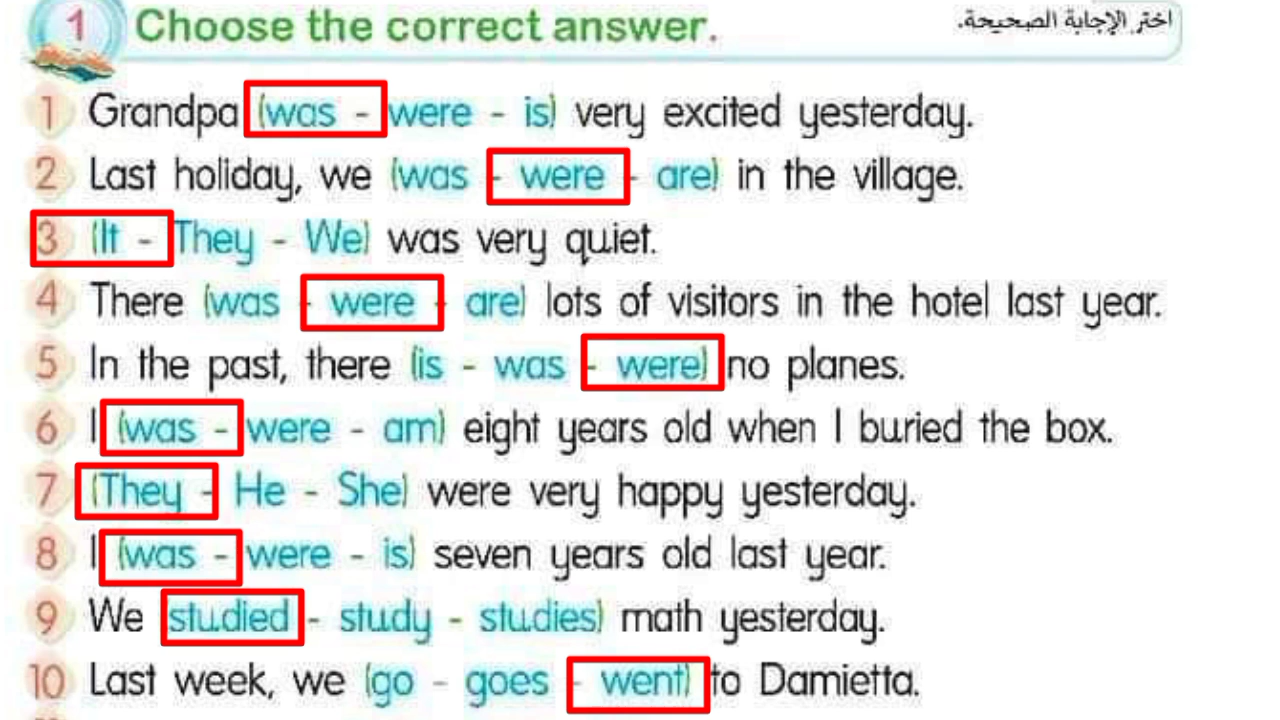 1 Choose the correct answer.
اختر الإجابة الصحيحة.
1 Grandpa (was - were - is) very excited yesterday.
2 Last holiday, we (was - were - are) in the village.
3 (It - They - We) was very quiet.
4 There (was - were - are) lots of visitors in the hotel last year.
5 In the past, there (is - was - were) no planes.
6 I (was - were - am) eight years old when I buried the box.
7 (They - He - She) were very happy yesterday.
8 I (was - were - is) seven years old last year.
9 We studied - study - studies) math yesterday.
10 Last week, we (go - goes - went) to Damietta.